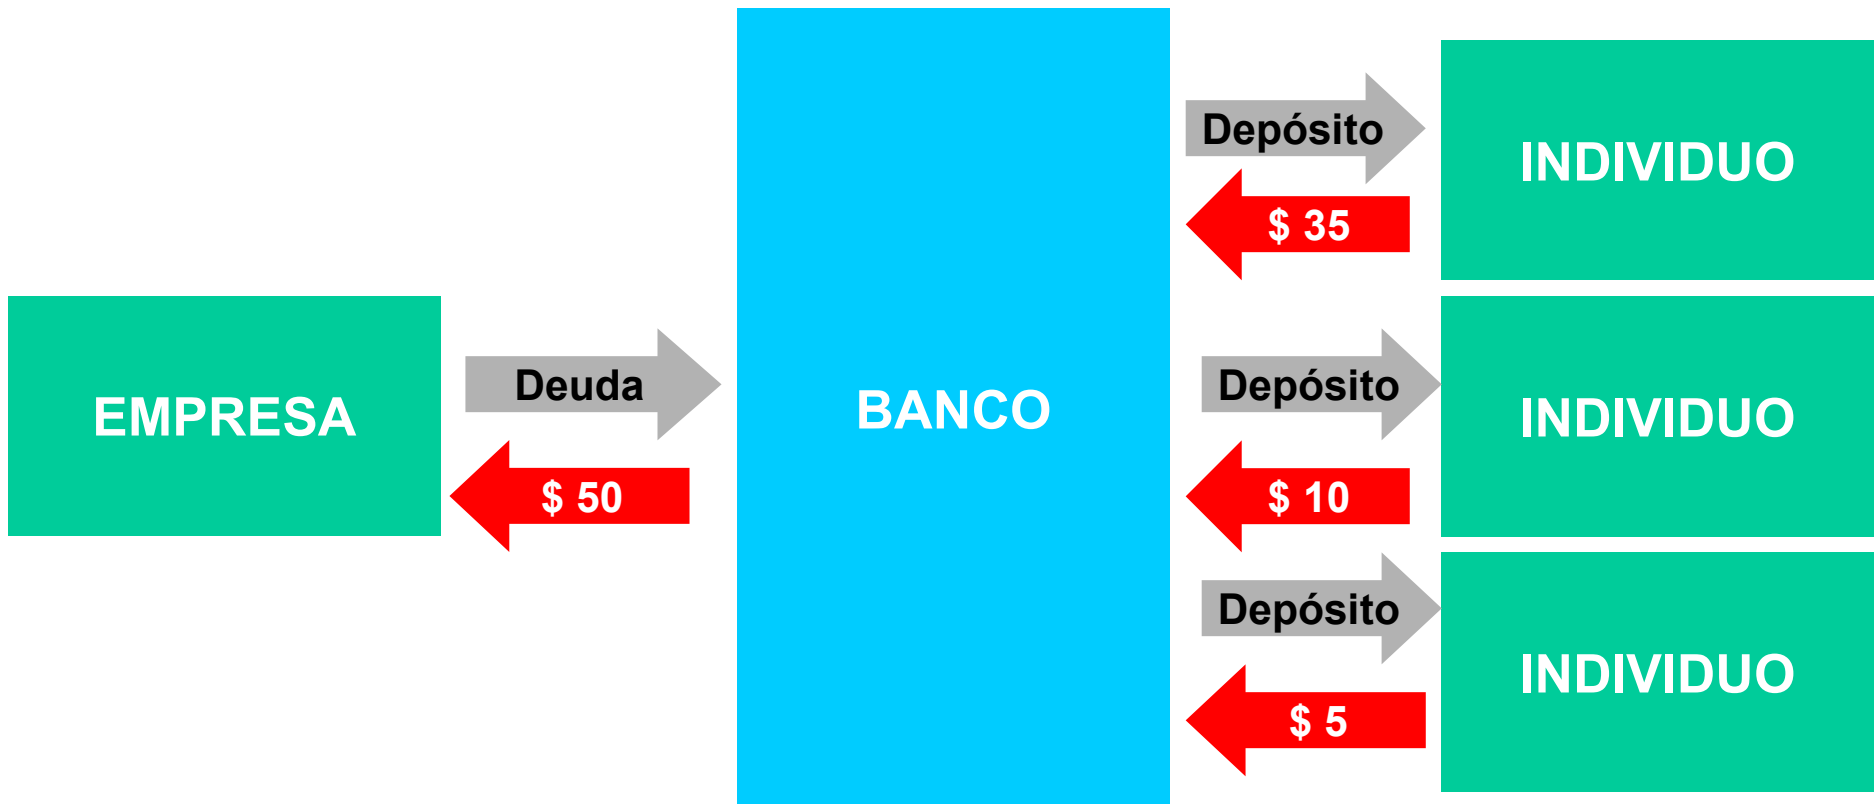 EMPRESA
Deuda
$ 50
BANCO
Depósito
$ 35
INDIVIDUO
Depósito
$ 10
INDIVIDUO
Depósito
$ 5
INDIVIDUO